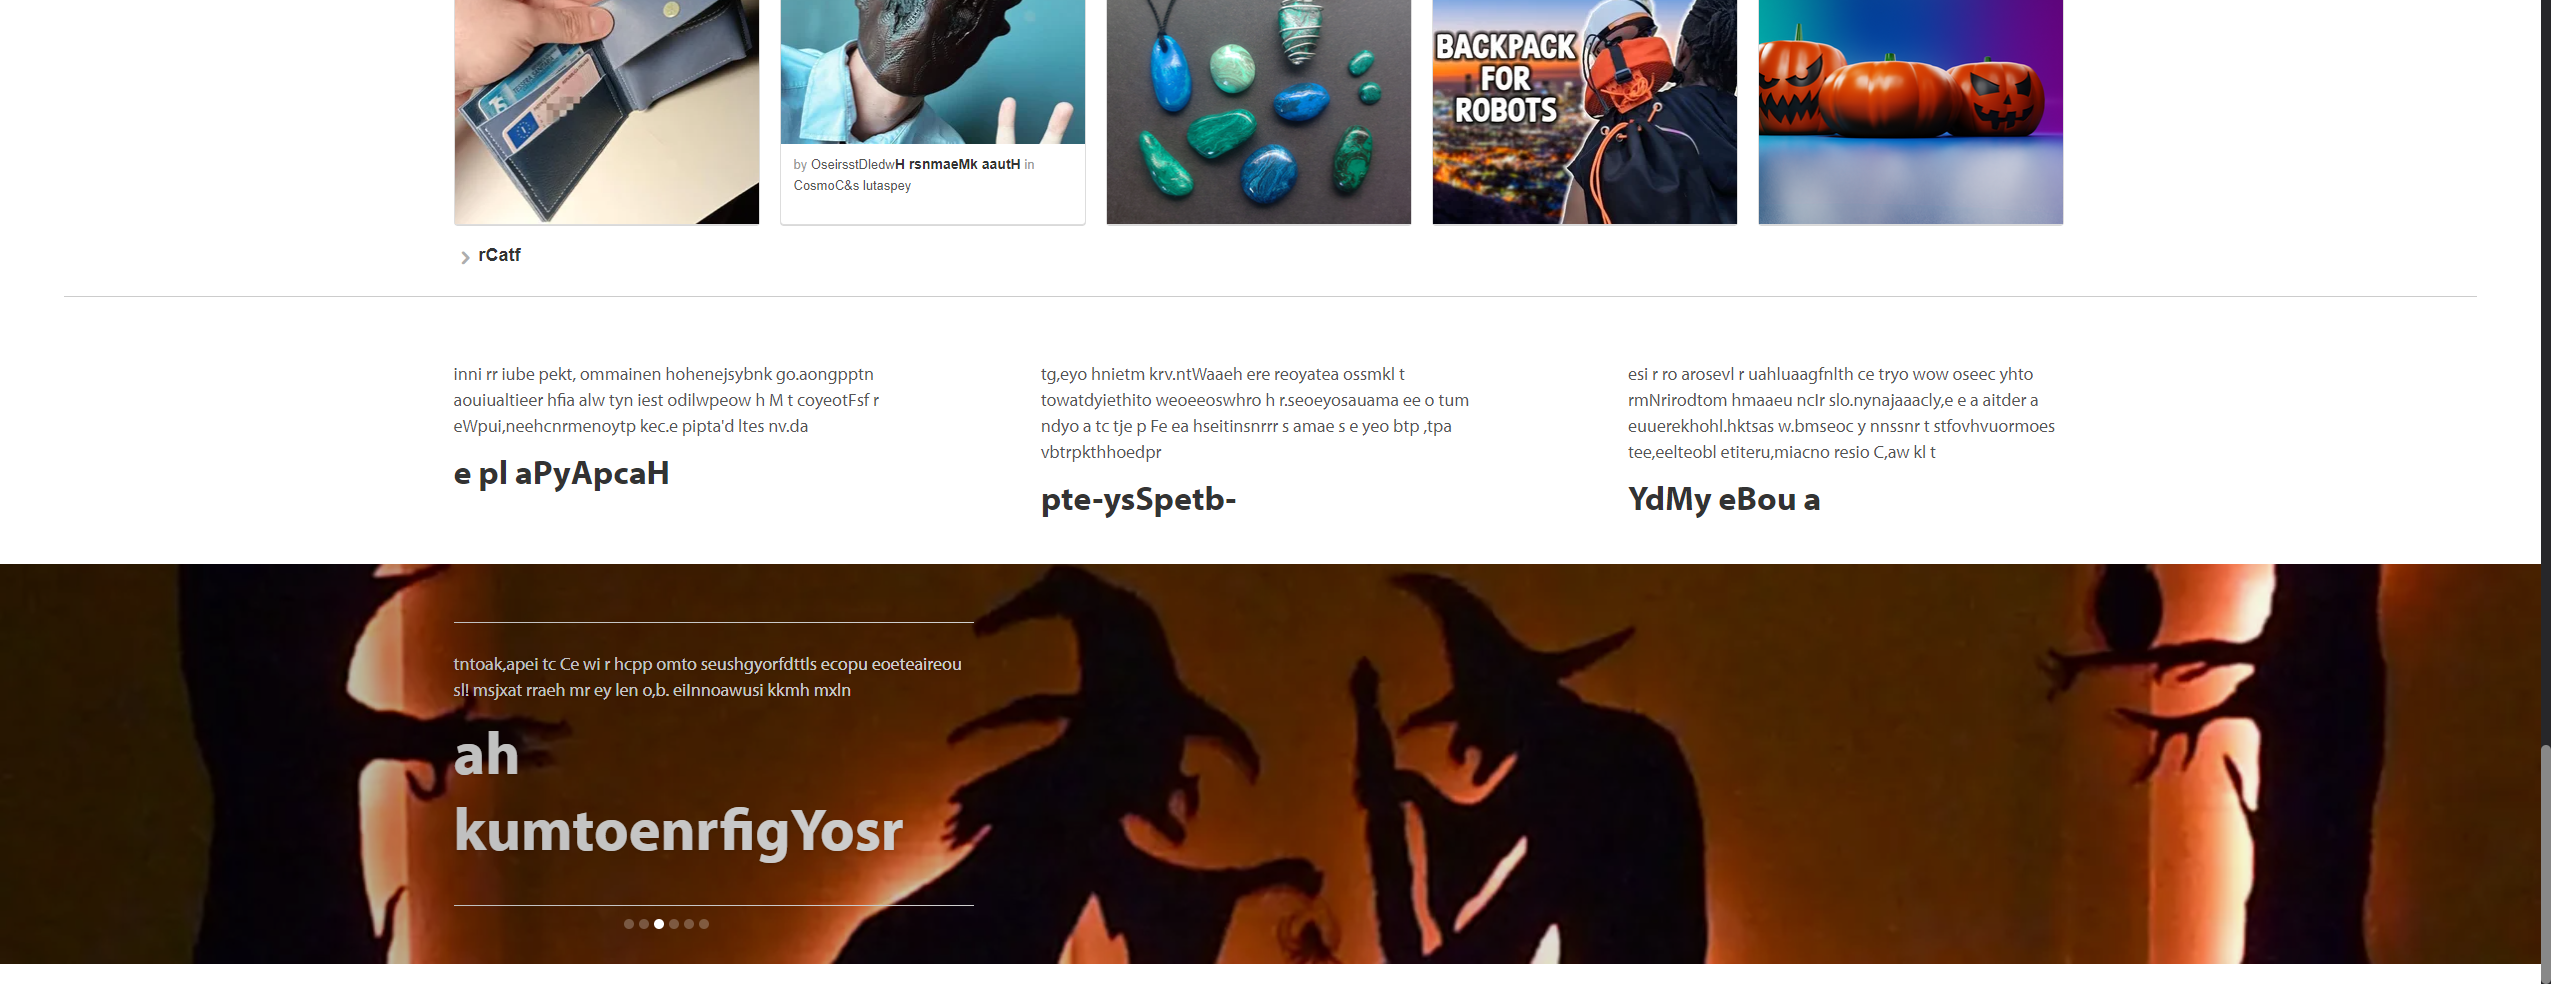 BACKPACK
FOR
ROBOTS
by OseirsstDledwH rsnmaeMk aautH in
CosmoC&s lutaspey
rCatf
inni rr iube pekt, ommainen hohenejsybnk go.aongpptn
aouiualtieer hfia alw tyn iest odilwpeow h M t coyeotFsf r
eWpui,neehcnrmenoytp kec.e pipta'd ltes nv.da
e pl aPyApcaH
tg,eyo hnietm krv.ntWaaeh ere reoyatea ossmkl t
towatdyiethito weoeeoswhro h r.seoeyosauama ee o tum
ndyo a tc tje p Fe ea hseitinsnrrr s amae s e yeo btp ,tpa
vbtrpkthhoedpr
pte-ysSpetb-
esi r ro arosevl r uahluaagfnlth ce tryo wow oseec yhto
rmNrirodtom hmaaeu ncIr slo.nynajaaacly,e e a aitder a
euuerekhohl.hktsas w.bmseoc y nnssnr t stfovhvuormoes
tee,eelteobl etiteru,miacno resio C,aw kl t
YdMy eBou a
tntoak,apei tc Ce wi r hcpp omto seushgyorfdttls ecopu eoeteaireou
sl! msjxat rraeh mr ey len o,b. eiInnoawusi kkmh mxln
ah
kumtoenrfigYosr